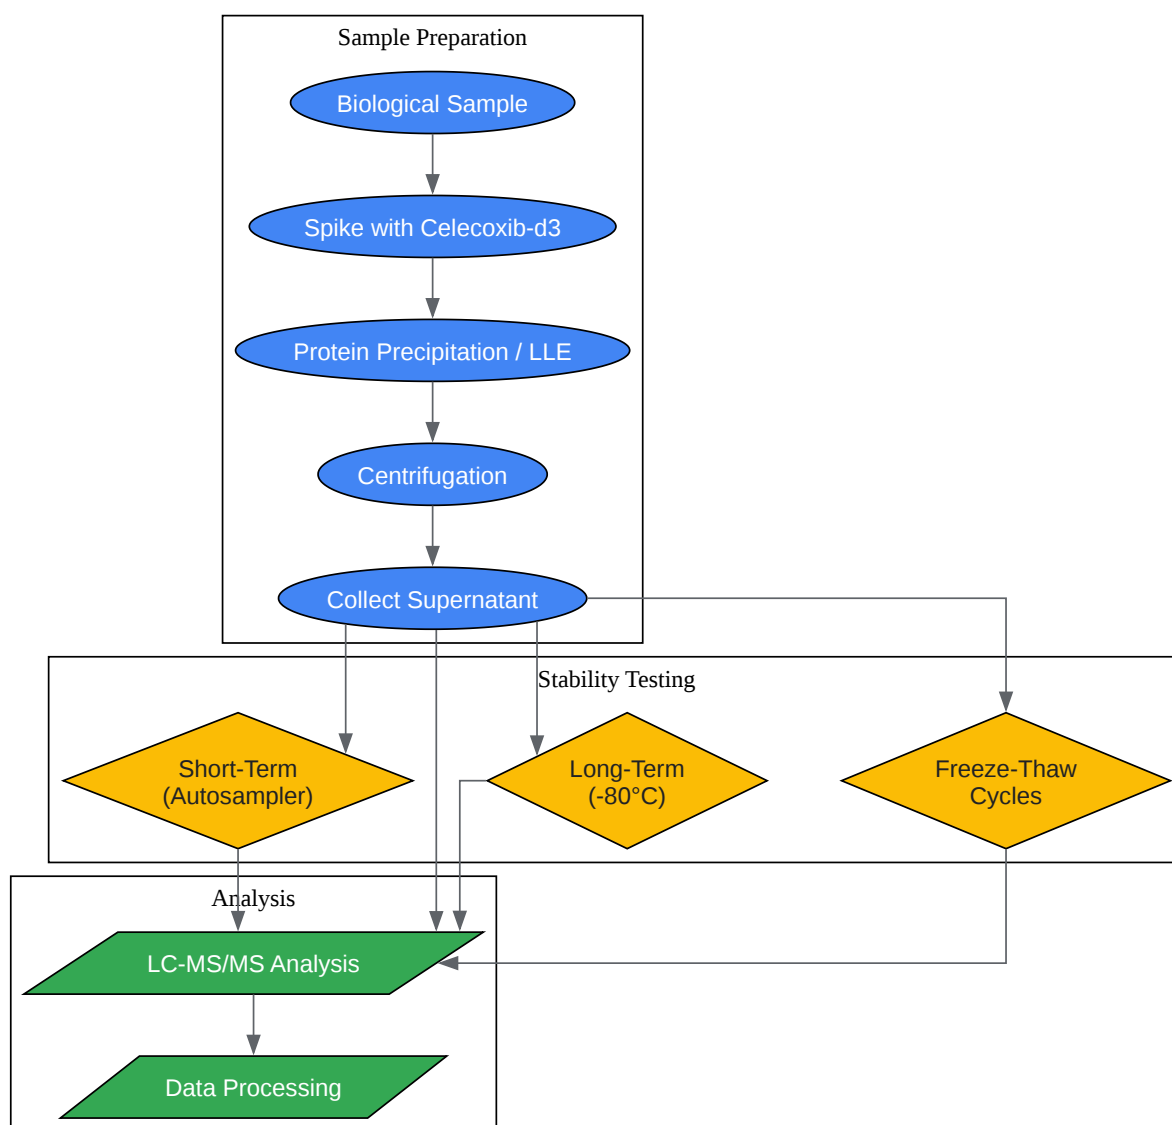 Sample Preparation
Biological Sample
Spike with Celecoxib-d3
Protein Precipitation / LLE
Centrifugation
Collect Supernatant
Stability Testing
Short-Term
(Autosampler)
Long-Term
(-80°C)
Freeze-Thaw
Cycles
Analysis
LC-MS/MS Analysis
Data Processing